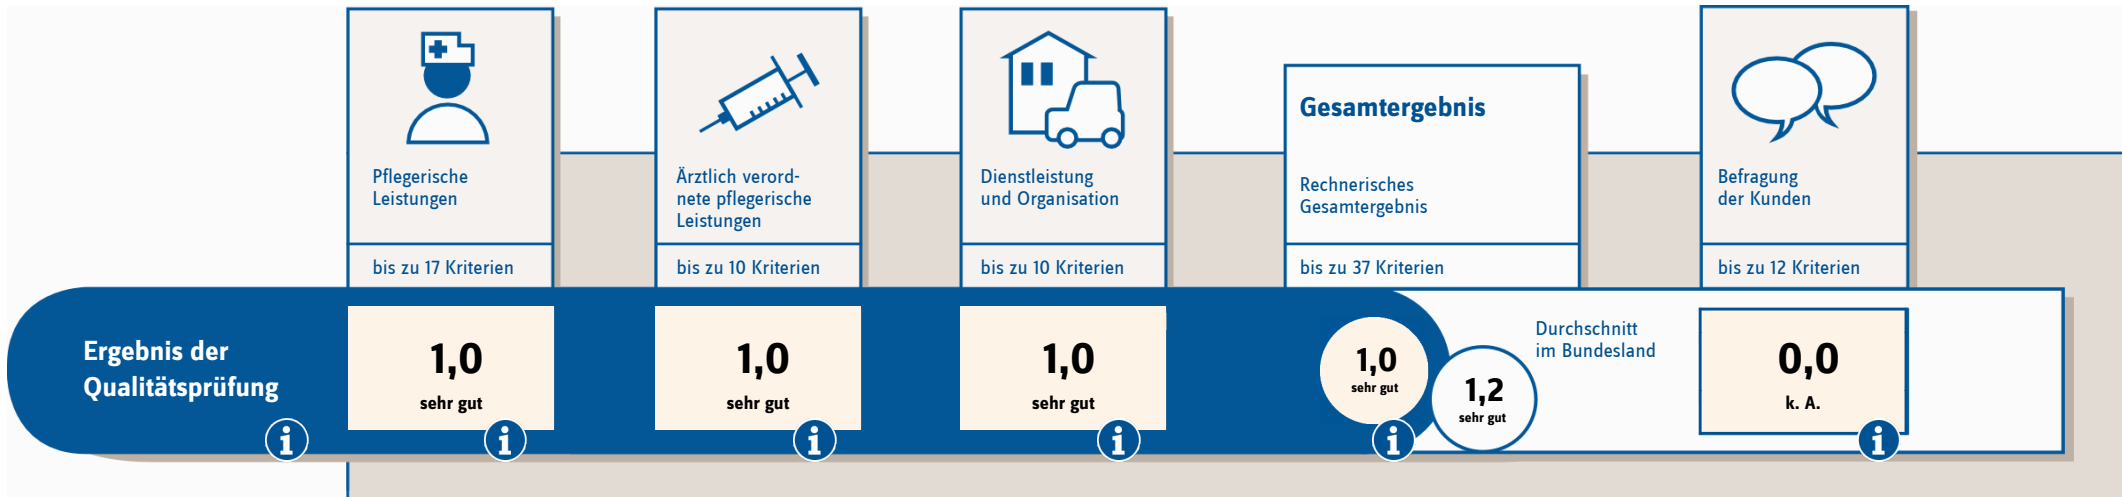 Pflegerische
Leistungen
bis zu 17 Kriterien
Ärztlich verord-
nete pflegerische
Leistungen
bis zu 10 Kriterien
Dienstleistung
und Organisation
bis zu 10 Kriterien
Gesamtergebnis
Rechnerisches
Gesamtergebnis
bis zu 37 Kriterien
Befragung
der Kunden
bis zu 12 Kriterien
Ergebnis der
Qualitätsprüfung
i
1,0
sehr gut
i
1,0
sehr gut
i
1,0
sehr gut
i
1,0
sehr gut
i
1,2
sehr gut
Durchschnitt
im Bundesland
0,0
k. A.
i